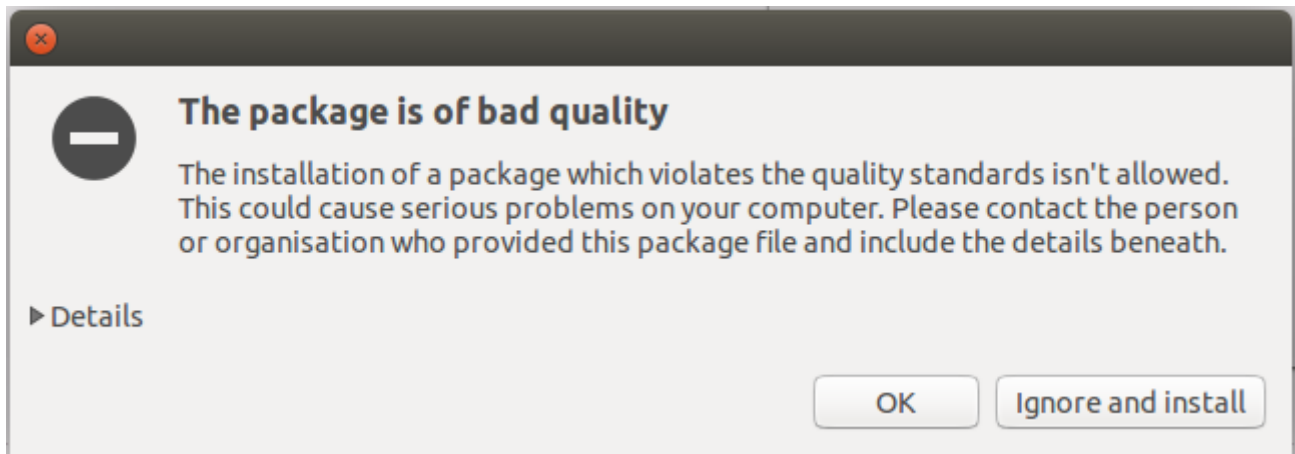 The package is of bad quality
The installation of a package which violates the quality standards isn't allowed.
This could cause serious problems on your computer. Please contact the person
or organisation who provided this package file and include the details beneath.
Details
OK Ignore and install